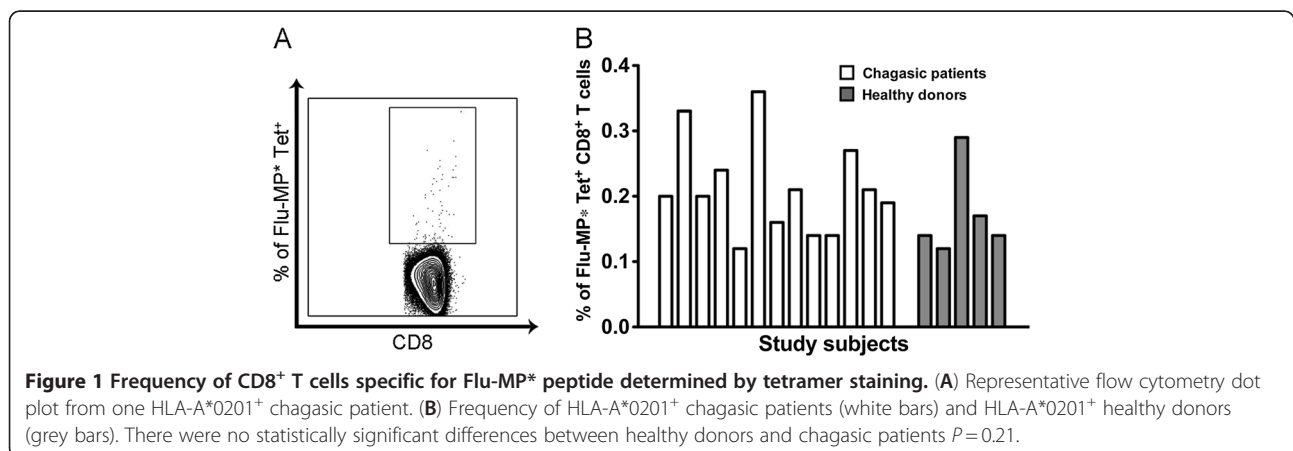 A
% of Flu-MP* Tet⁺
CD8
B
% of Flu-MP* Tet⁺ CD8⁺ T cells
0.4
0.3
0.2
0.1
0.0
Chagasic patients
Healthy donors
Study subjects
Figure 1 Frequency of CD8⁺ T cells specific for Flu-MP* peptide determined by tetramer staining. (A) Representative flow cytometry dot
plot from one HLA-A*0201⁺ chagasic patient. (B) Frequency of HLA-A*0201⁺ chagasic patients (white bars) and HLA-A*0201⁺ healthy donors
(grey bars). There were no statistically significant differences between healthy donors and chagasic patients P = 0.21.